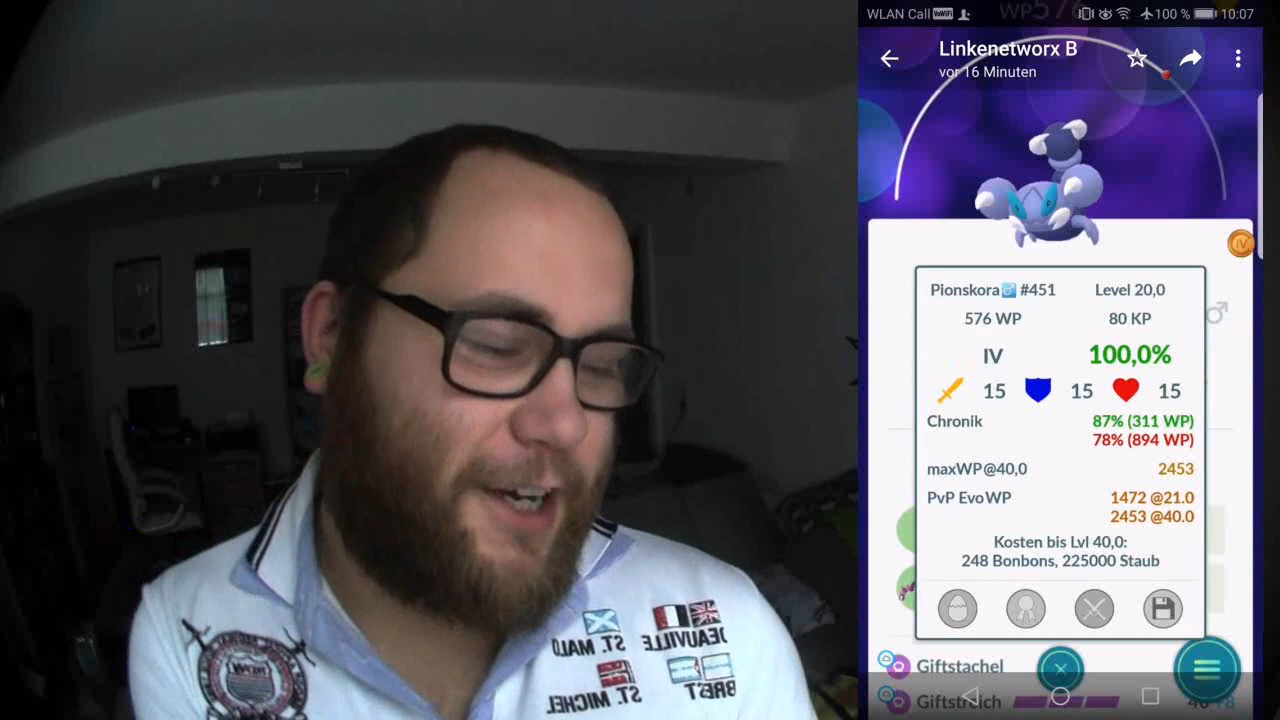 WLAN Call VoWiFi 100 % 10:07
WP576
Linkenetworx B
vor 16 Minuten
IV
Pionskora #451 Level 20,0
576 WP 80 KP
IV 100,0%
15 15 15
Chronik 87% (311 WP)
78% (894 WP)
maxWP@40,0 2453
PvP EvoWP 1472 @21.0
2453 @40.0
Kosten bis Lvl 40,0:
248 Bonbons, 225000 Staub
Giftstachel
Giftstreich
DEAUVILLE
ST. MALO
BREST
ST. MICHEL